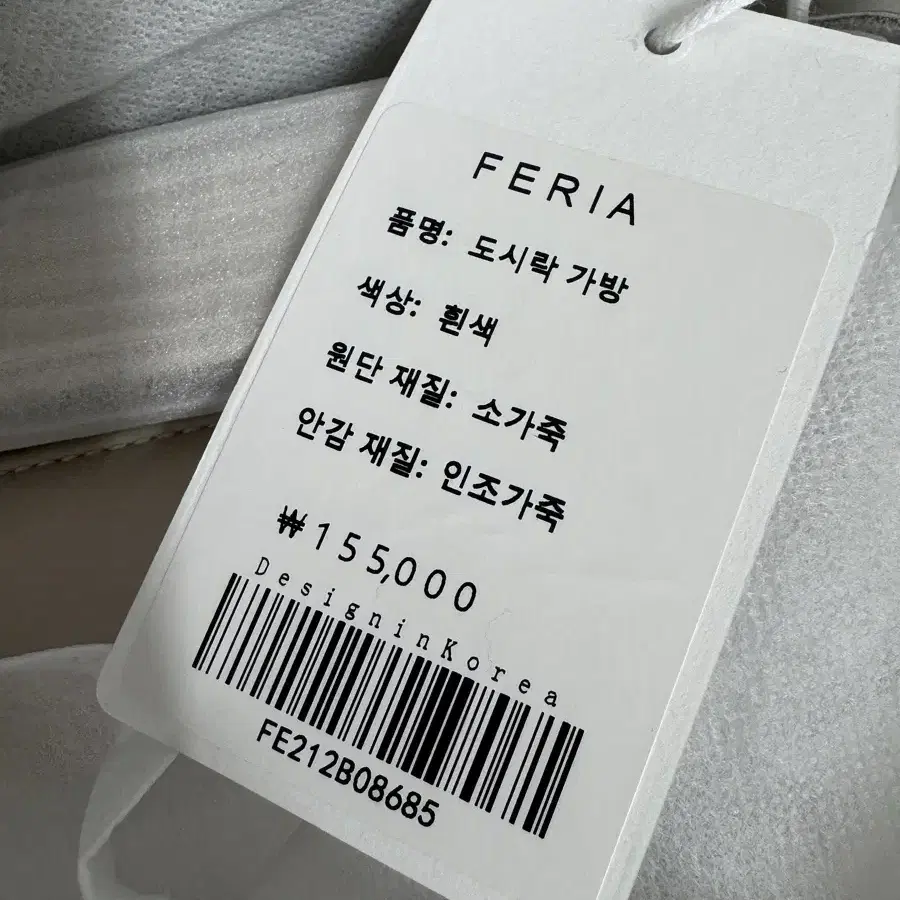 FERIA
품명: 도시락 가방
색상: 흰색
원단 재질: 소가죽
안감 재질: 인조가죽
₩155,000
DesigninKorea
FE212B08685